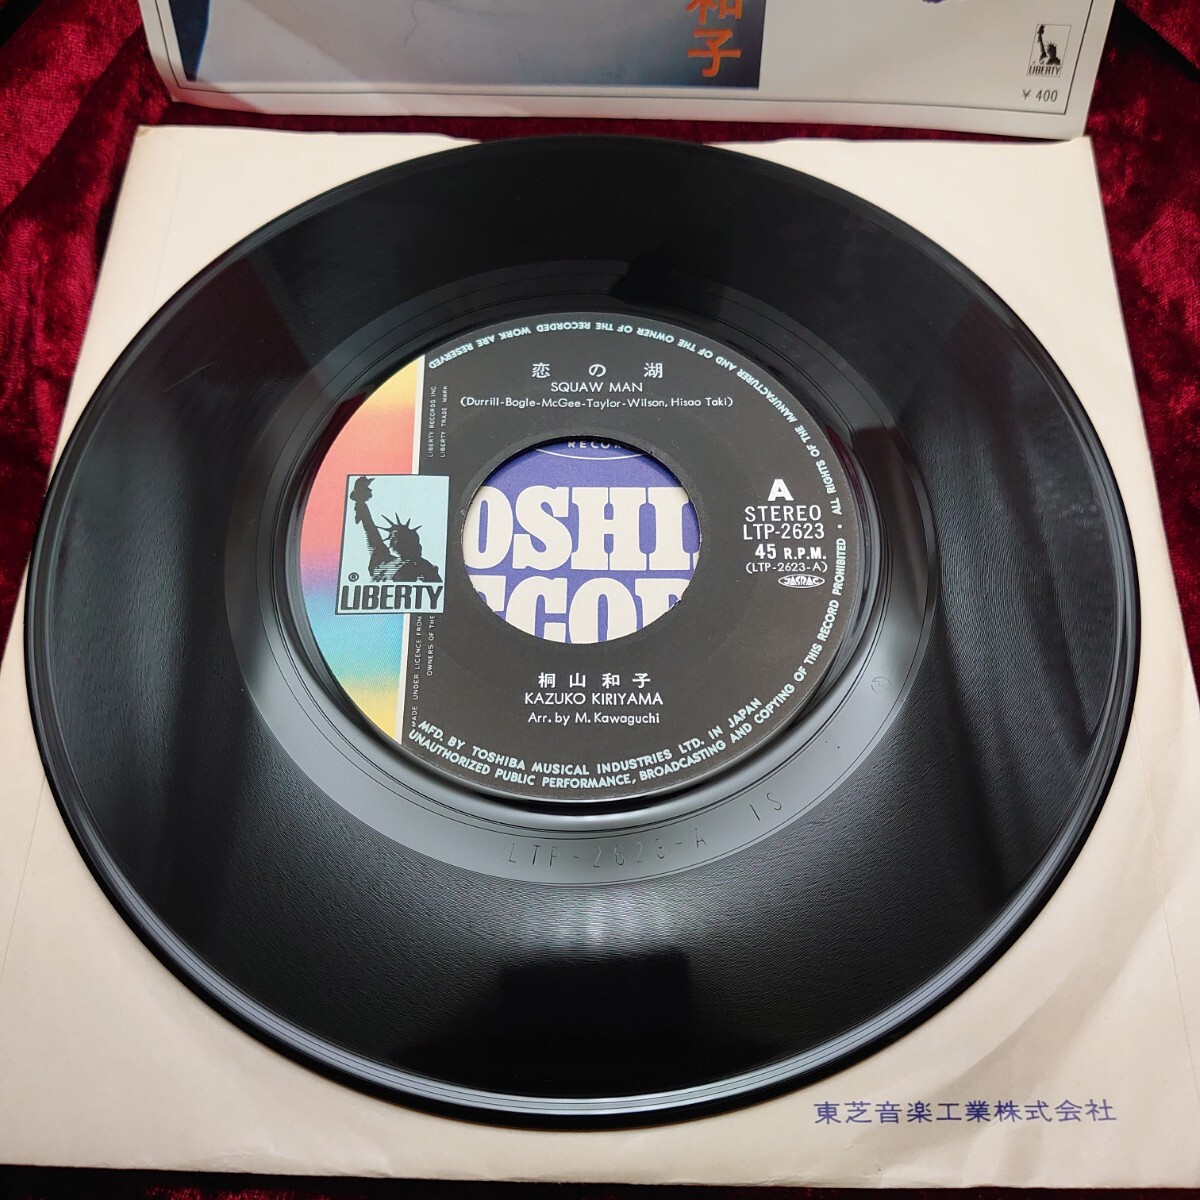 和子
LIBERTY
¥ 400
ALL RIGHTS OF THE MANUFACTURER AND OF THE OWNER OF THE RECORDED WORK ARE RESERVED
恋の湖
SQUAW MAN
(Durrill-Bogle-McGee-Taylor-Wilson, Hisao Taki)
LIBERTY RECORDS INC.
LIBERTY TRADE MARK
RECOR
OSHI
LIBERTY
®
A
STEREO
LTP-2623
45 R.P.M.
(LTP-2623-A)
JASRAC
MADE UNDER LICENCE FROM
OWNERS OF THE
桐山和子
KAZUKO KIRIYAMA
Arr. by M. Kawaguchi
MFD. BY TOSHIBA MUSICAL INDUSTRIES LTD. IN JAPAN
UNAUTHORIZED PUBLIC PERFORMANCE, BROADCASTING AND COPYING OF THIS RECORD PROHIBITED •
LTP-2623-A 1S
東芝音楽工業株式会社